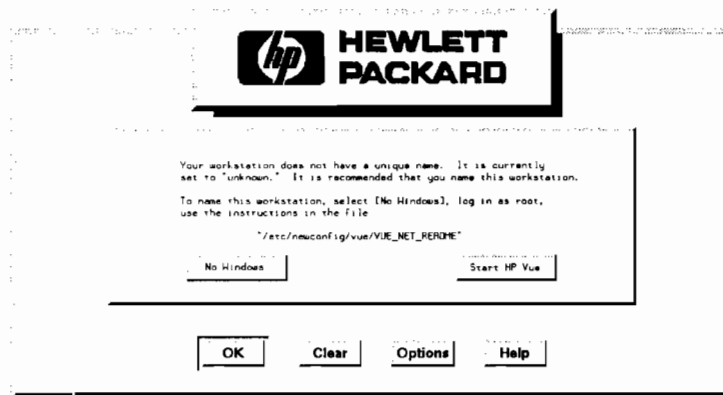 hp HEWLETT
PACKARD
Your workstation does not have a unique name. It is currently
set to "unknown." It is recommended that you name this workstation.
To name this workstation, select [No Windows], log in as root,
use the instructions in the file
"/etc/newconfig/vue/VUE_NET_README"
No Windows Start HP Vue
OK Clear Options Help